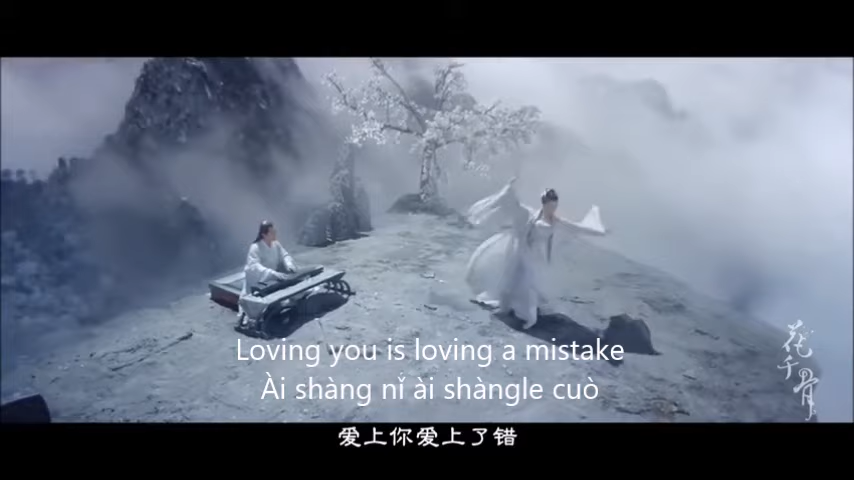 花千骨
Loving you is loving a mistake
Ài shàng nǐ ài shàngle cuò
爱上你爱上了错